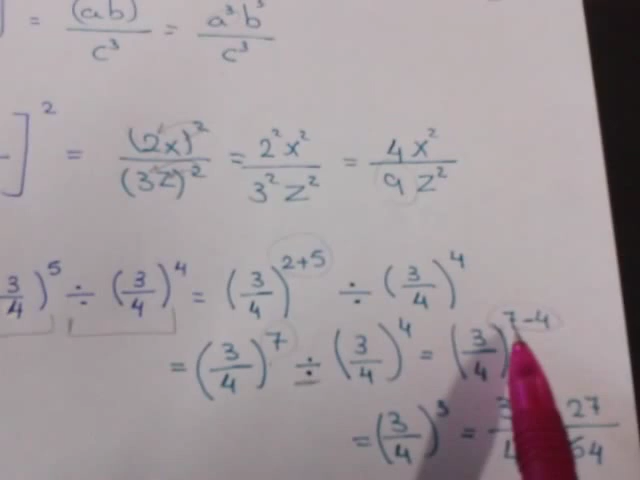 ] = (ab)³/c³ = a³b³/c³
]² = (2x)²/(3z)² = 2²x²/3²z² = 4x²/9z²
3/4)⁵ ÷ (3/4)⁴ = (3/4)²⁺⁵ ÷ (3/4)⁴
= (3/4)⁷ ÷ (3/4)⁴ = (3/4)⁷⁻⁴
= (3/4)³ = 27/64